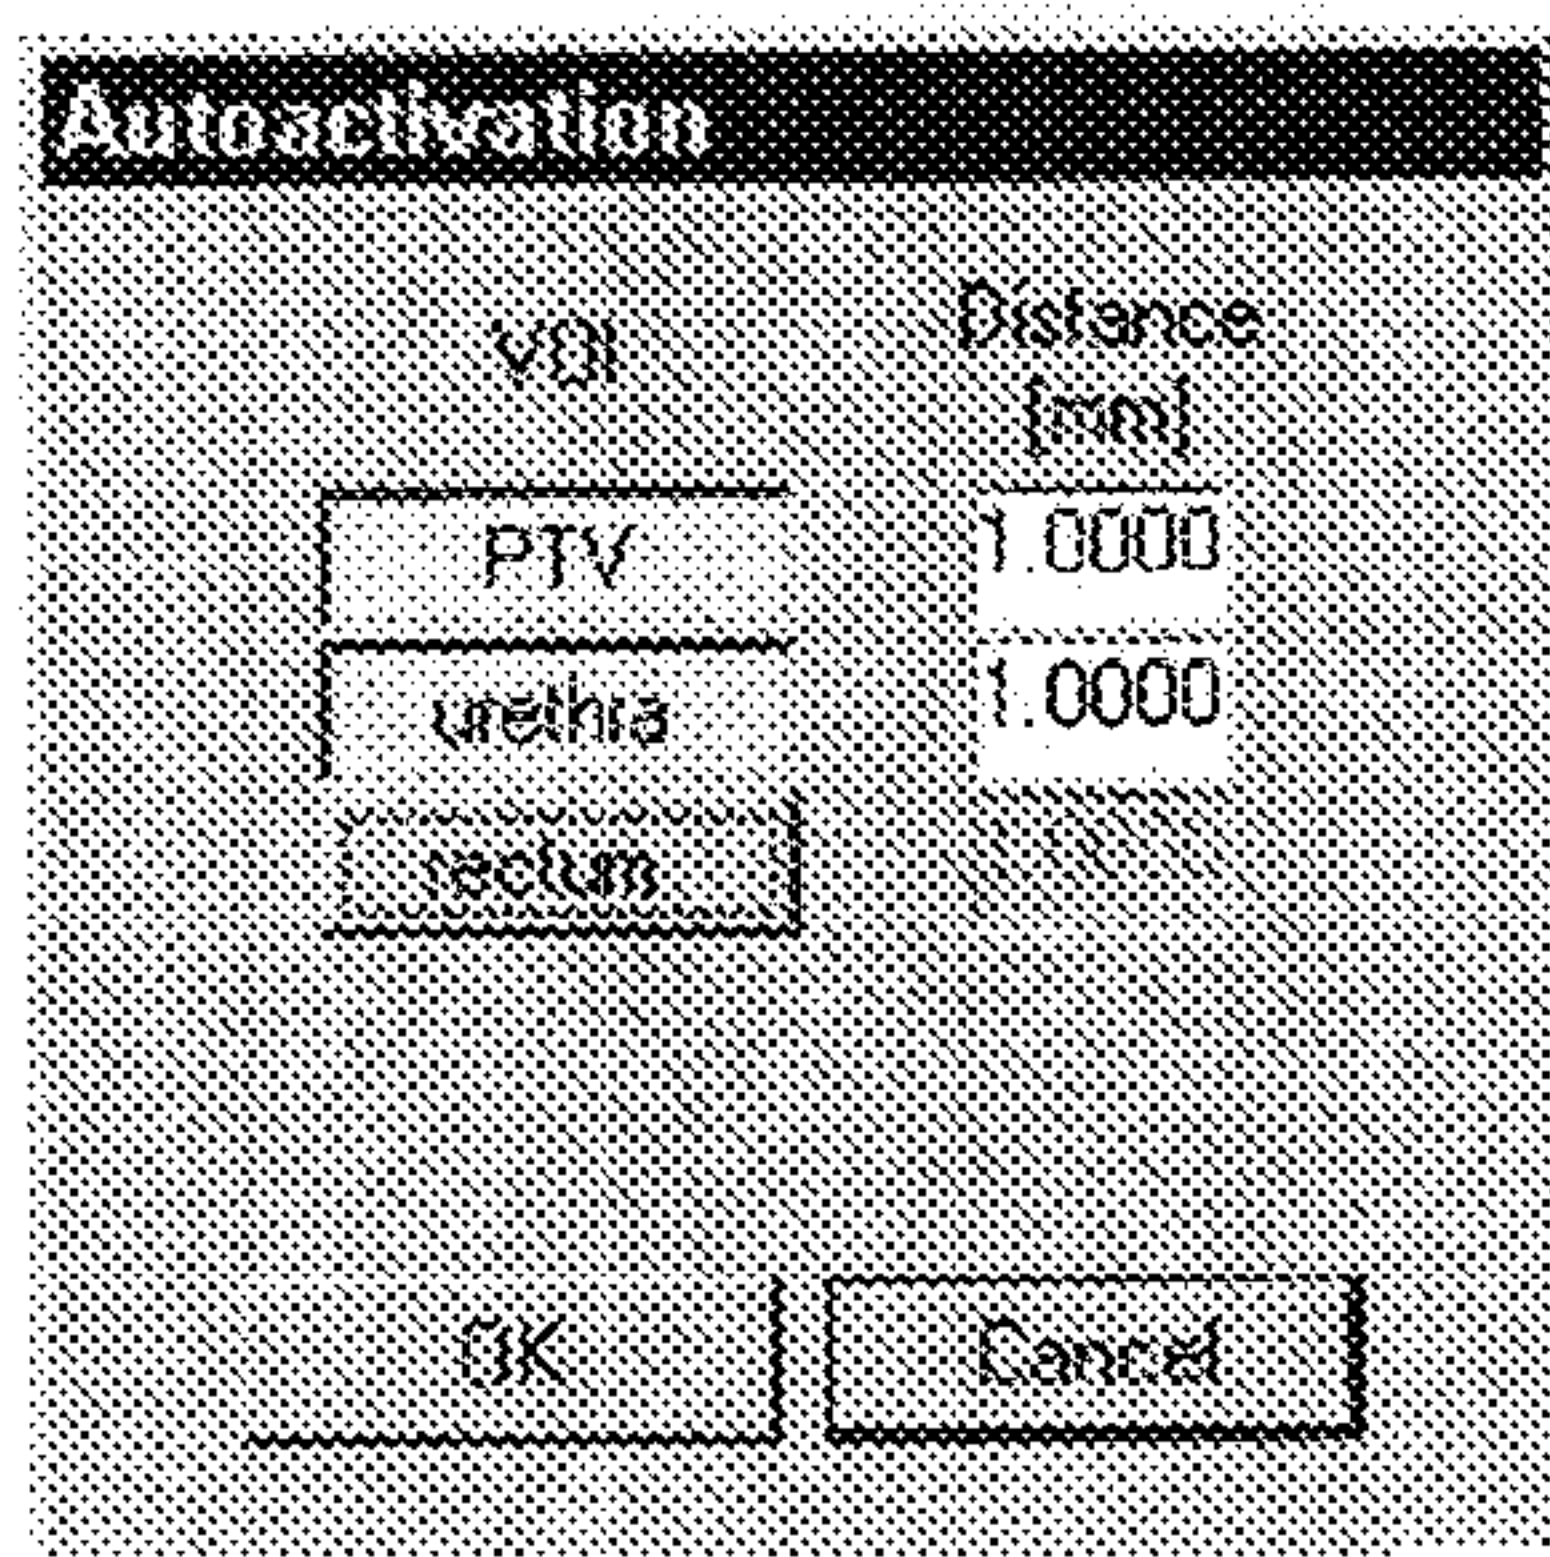 Autoactivation
VOI
Distance
[mm]
PTV
1.0000
urethra
1.0000
rectum
OK
Cancel